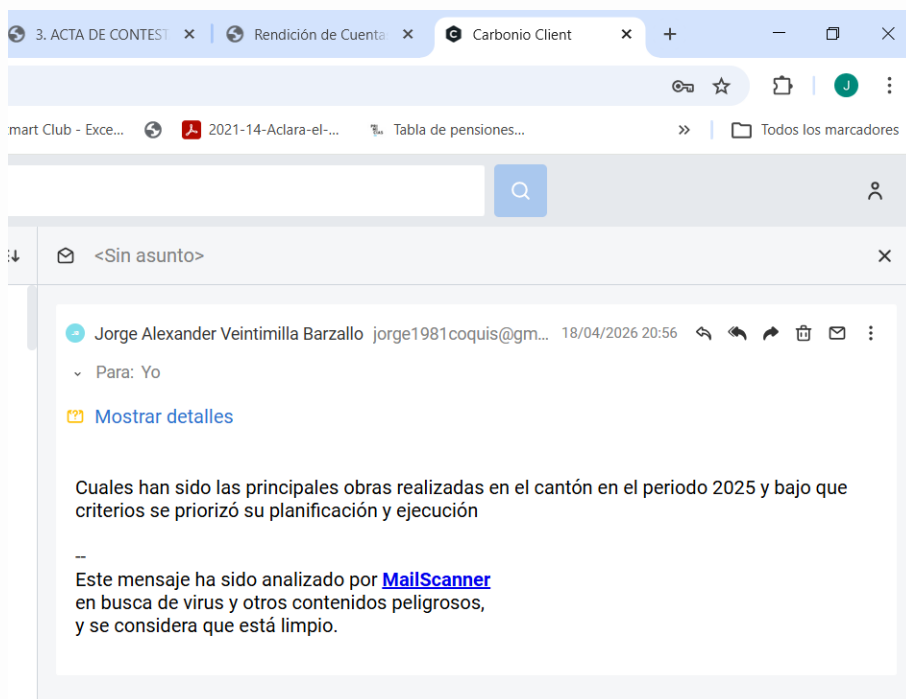 3. ACTA DE CONTEST
Rendición de Cuenta
Carbonio Client
J
mart Club - Exce...
2021-14-Aclara-el-...
Tabla de pensiones...
»
Todos los marcadores
<Sin asunto>
Jorge Alexander Veintimilla Barzallo jorge1981coquis@gm... 18/04/2026 20:56
Para: Yo
Mostrar detalles
Cuales han sido las principales obras realizadas en el cantón en el periodo 2025 y bajo que
criterios se priorizó su planificación y ejecución
--
Este mensaje ha sido analizado por MailScanner
en busca de virus y otros contenidos peligrosos,
y se considera que está limpio.